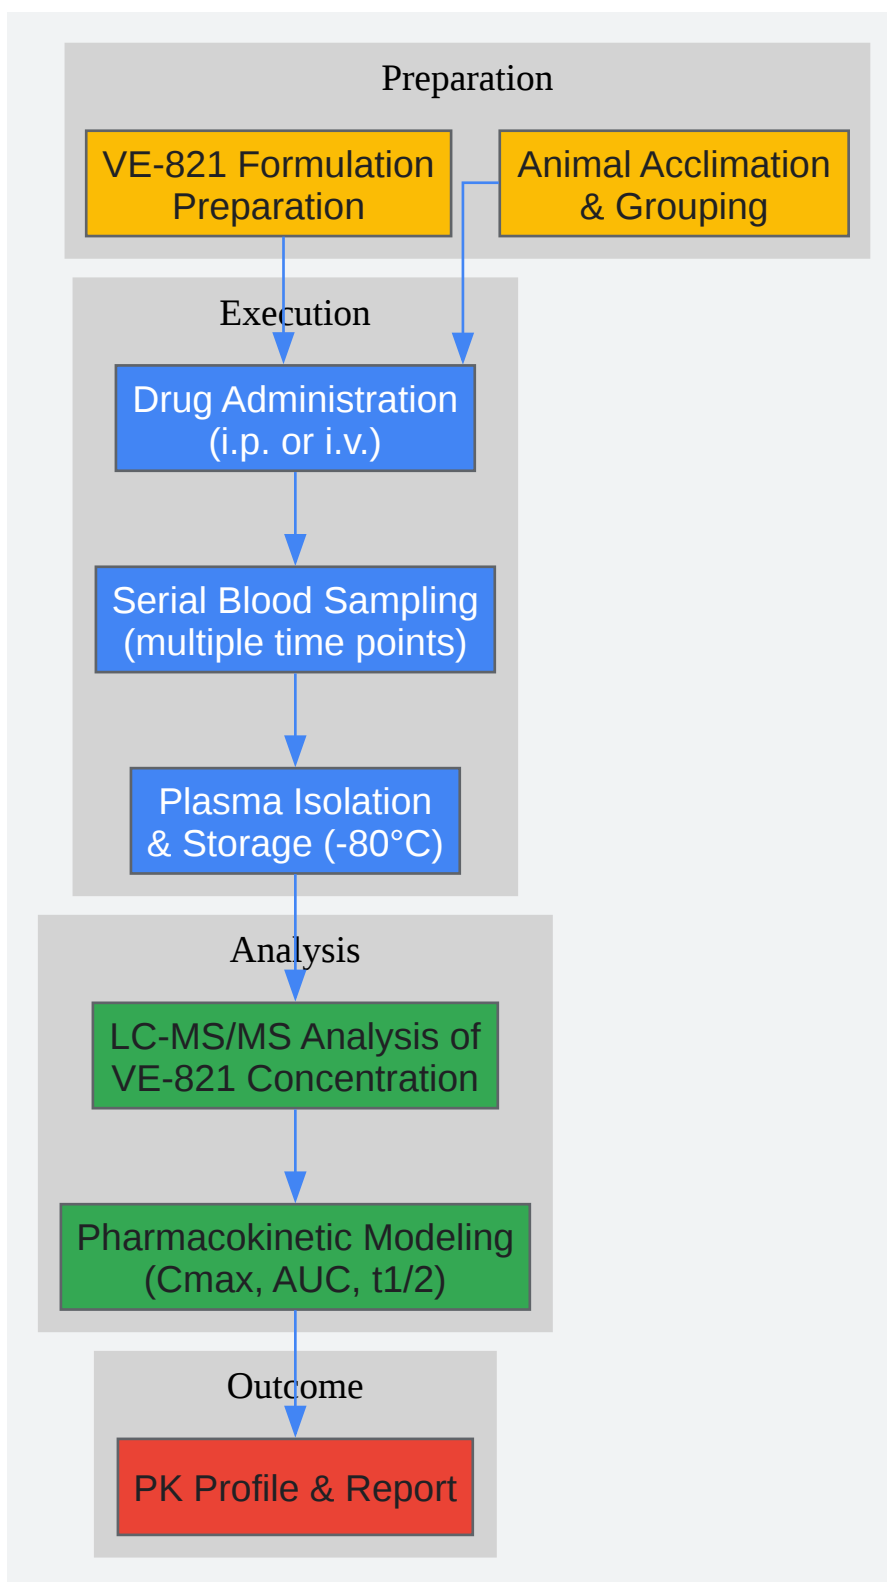 Preparation
VE-821 Formulation
Preparation
Animal Acclimation
& Grouping
Execution
Drug Administration
(i.p. or i.v.)
Serial Blood Sampling
(multiple time points)
Plasma Isolation
& Storage (-80°C)
Analysis
LC-MS/MS Analysis of
VE-821 Concentration
Pharmacokinetic Modeling
(Cmax, AUC, t1/2)
Outcome
PK Profile & Report